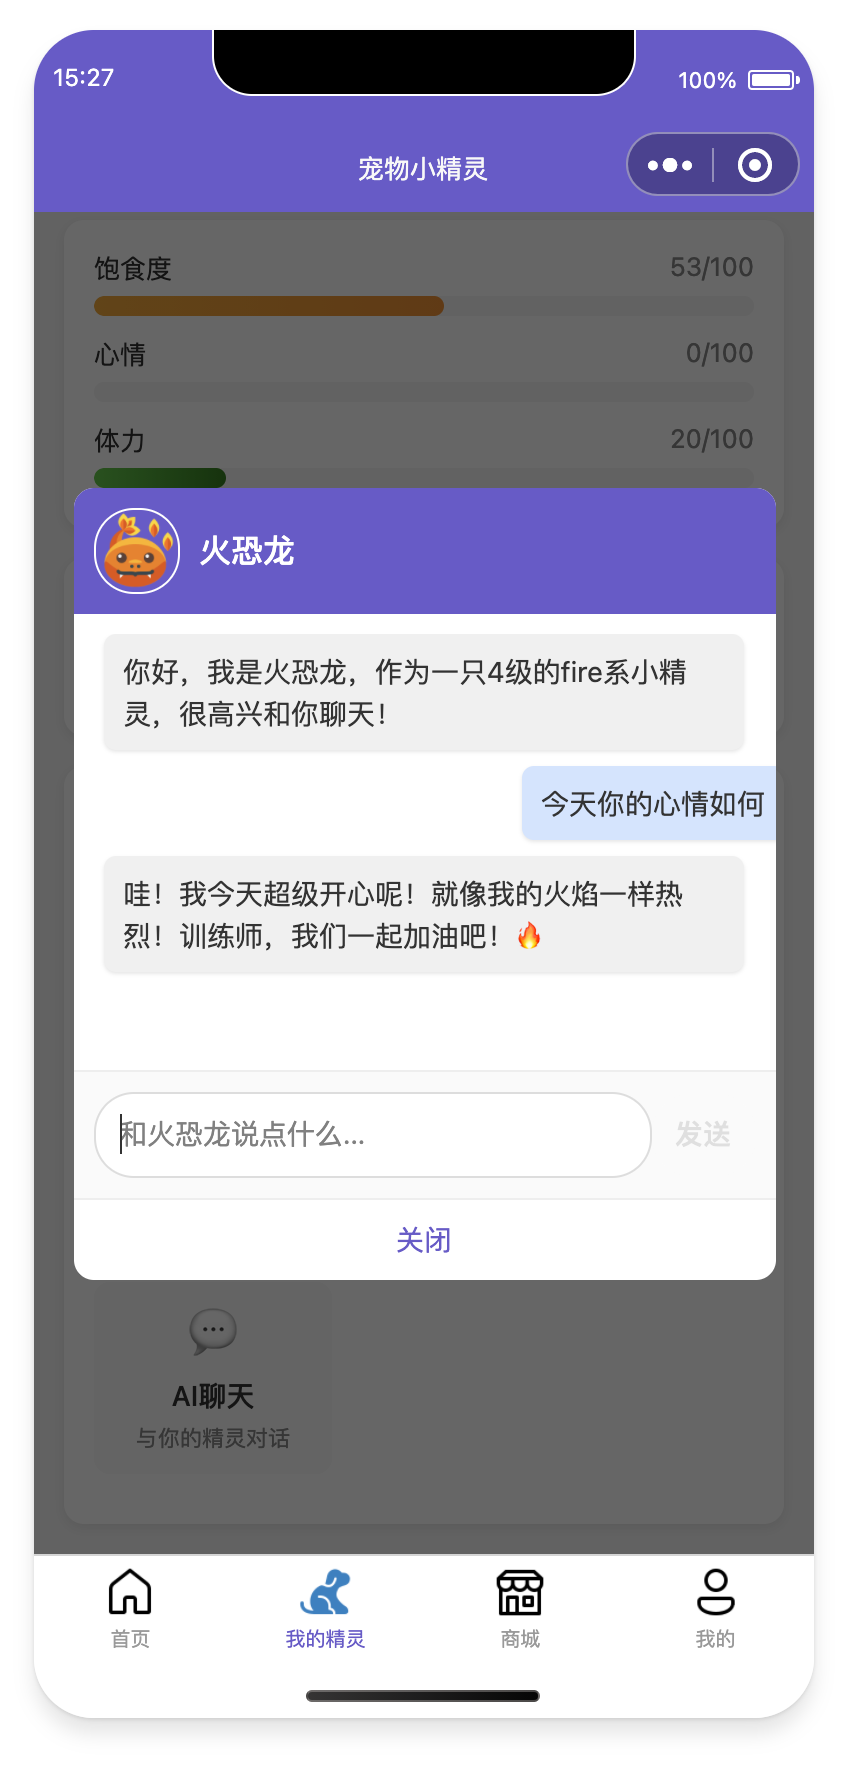 15:27
100%
宠物小精灵
饱食度 53/100
心情 0/100
体力 20/100
火恐龙
你好，我是火恐龙，作为一只4级的fire系小精
灵，很高兴和你聊天！
今天你的心情如何
哇！我今天超级开心呢！就像我的火焰一样热
烈！训练师，我们一起加油吧！🔥
和火恐龙说点什么...
发送
关闭
AI聊天
与你的精灵对话
首页 我的精灵 商城 我的